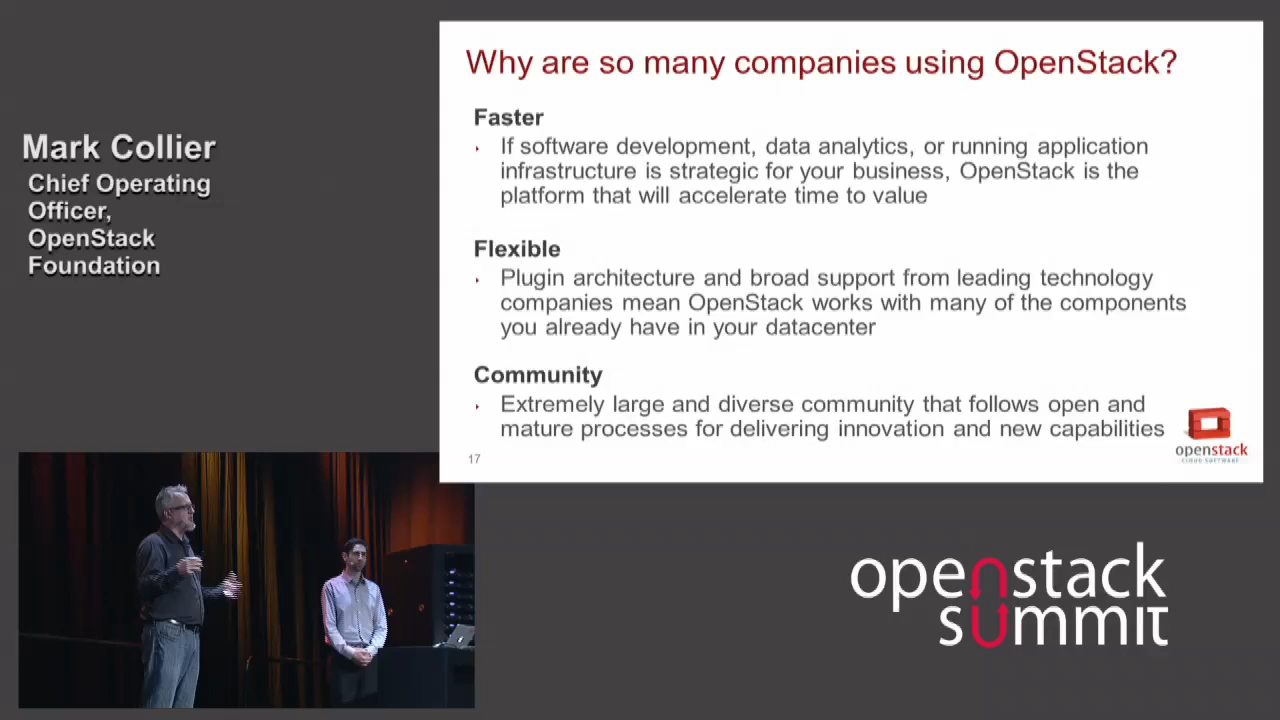 Mark Collier
Chief Operating
Officer,
OpenStack
Foundation
Why are so many companies using OpenStack?
Faster
If software development, data analytics, or running application
infrastructure is strategic for your business, OpenStack is the
platform that will accelerate time to value
Flexible
Plugin architecture and broad support from leading technology
companies mean OpenStack works with many of the components
you already have in your datacenter
Community
Extremely large and diverse community that follows open and
mature processes for delivering innovation and new capabilities
17
openstack
CLOUD SOFTWARE
openstack
summit